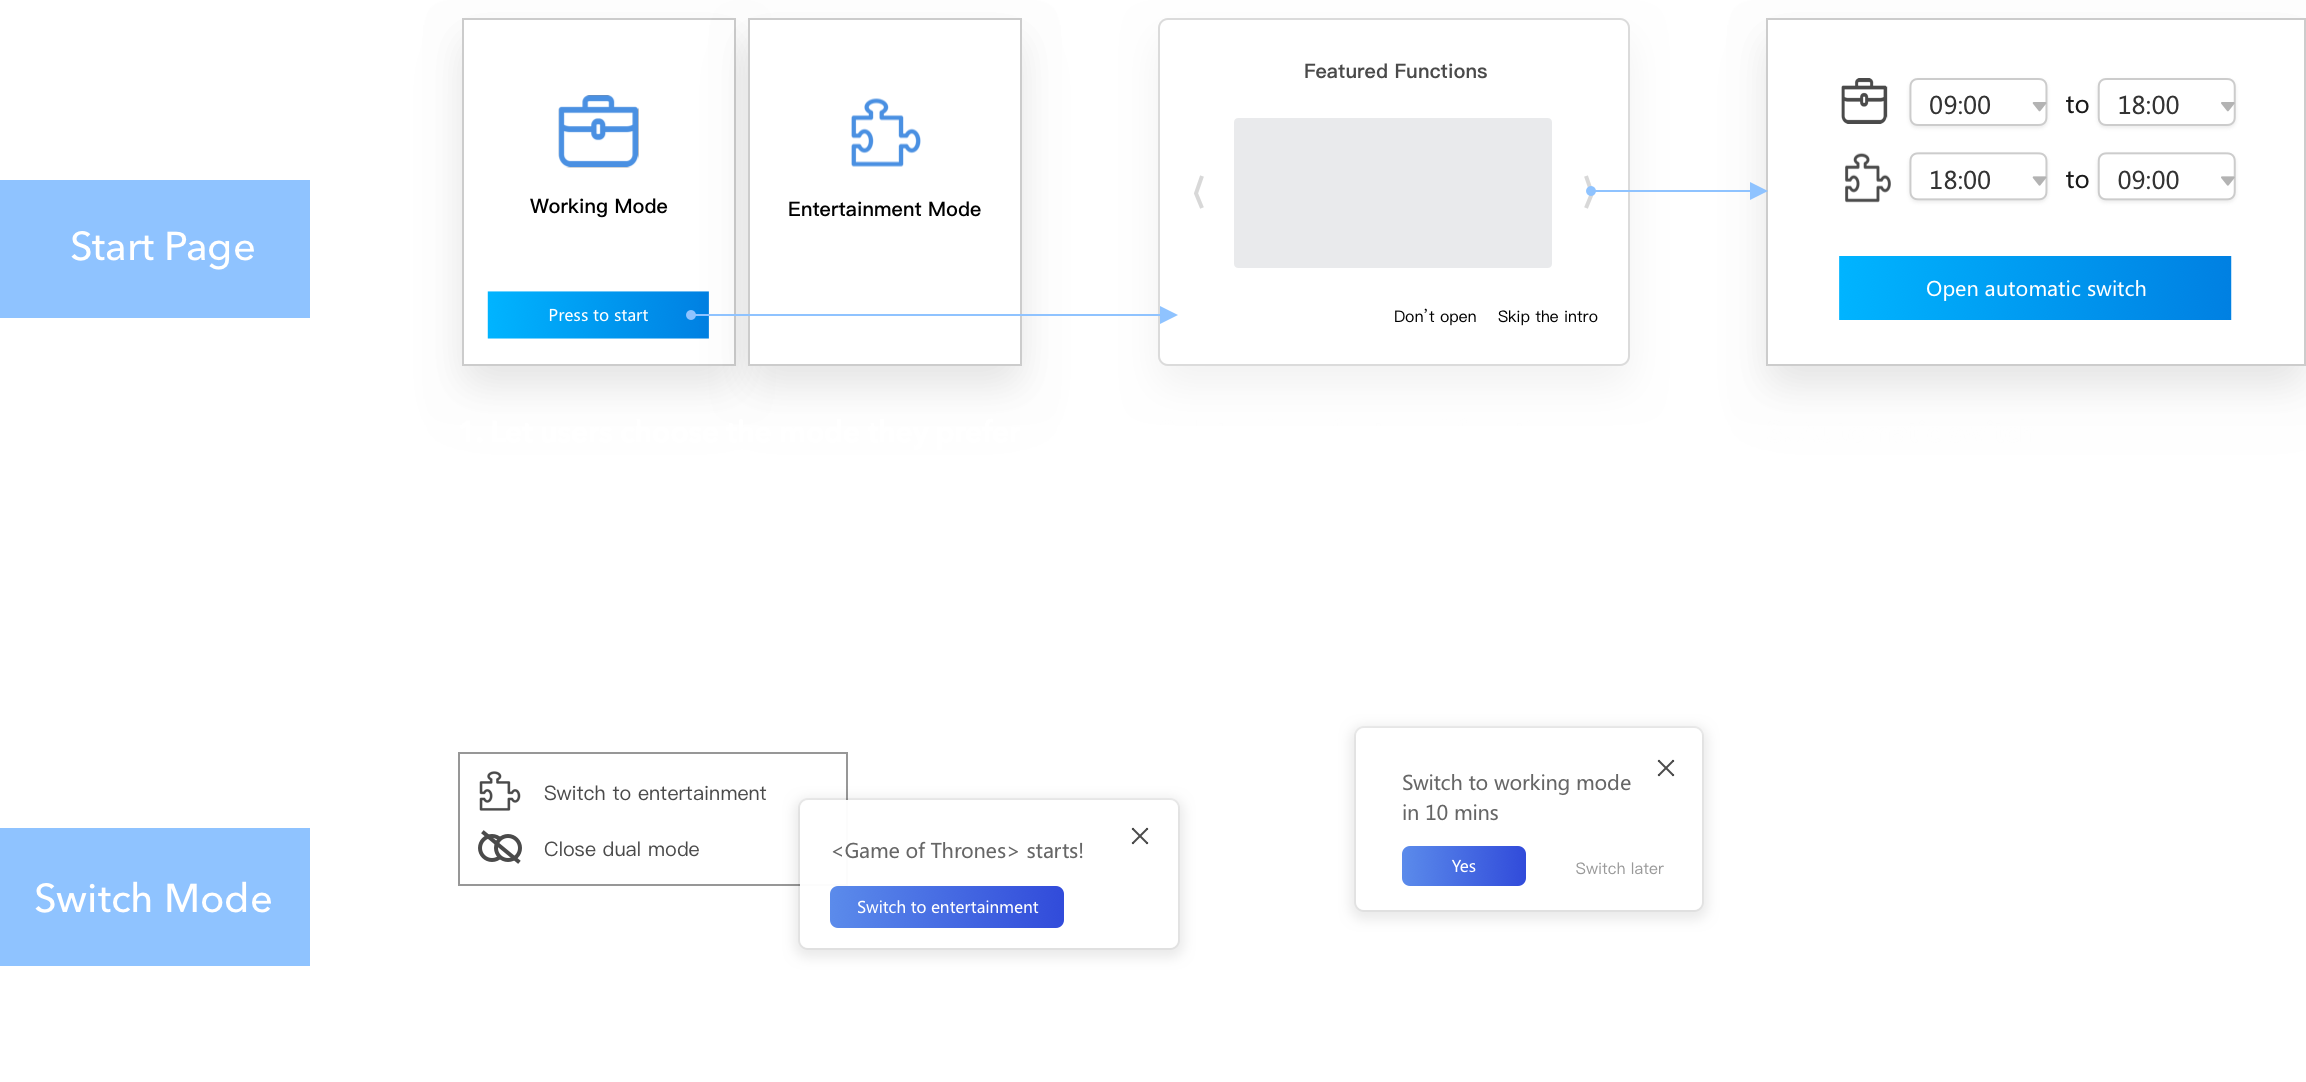 Start Page
Working Mode
Press to start
Entertainment Mode
Featured Functions
Don't open
Skip the intro
09:00 to 18:00
18:00 to 09:00
Open automatic switch
Switch Mode
Switch to entertainment
Close dual mode
<Game of Thrones> starts!
Switch to entertainment
Switch to working mode
in 10 mins
Yes
Switch later